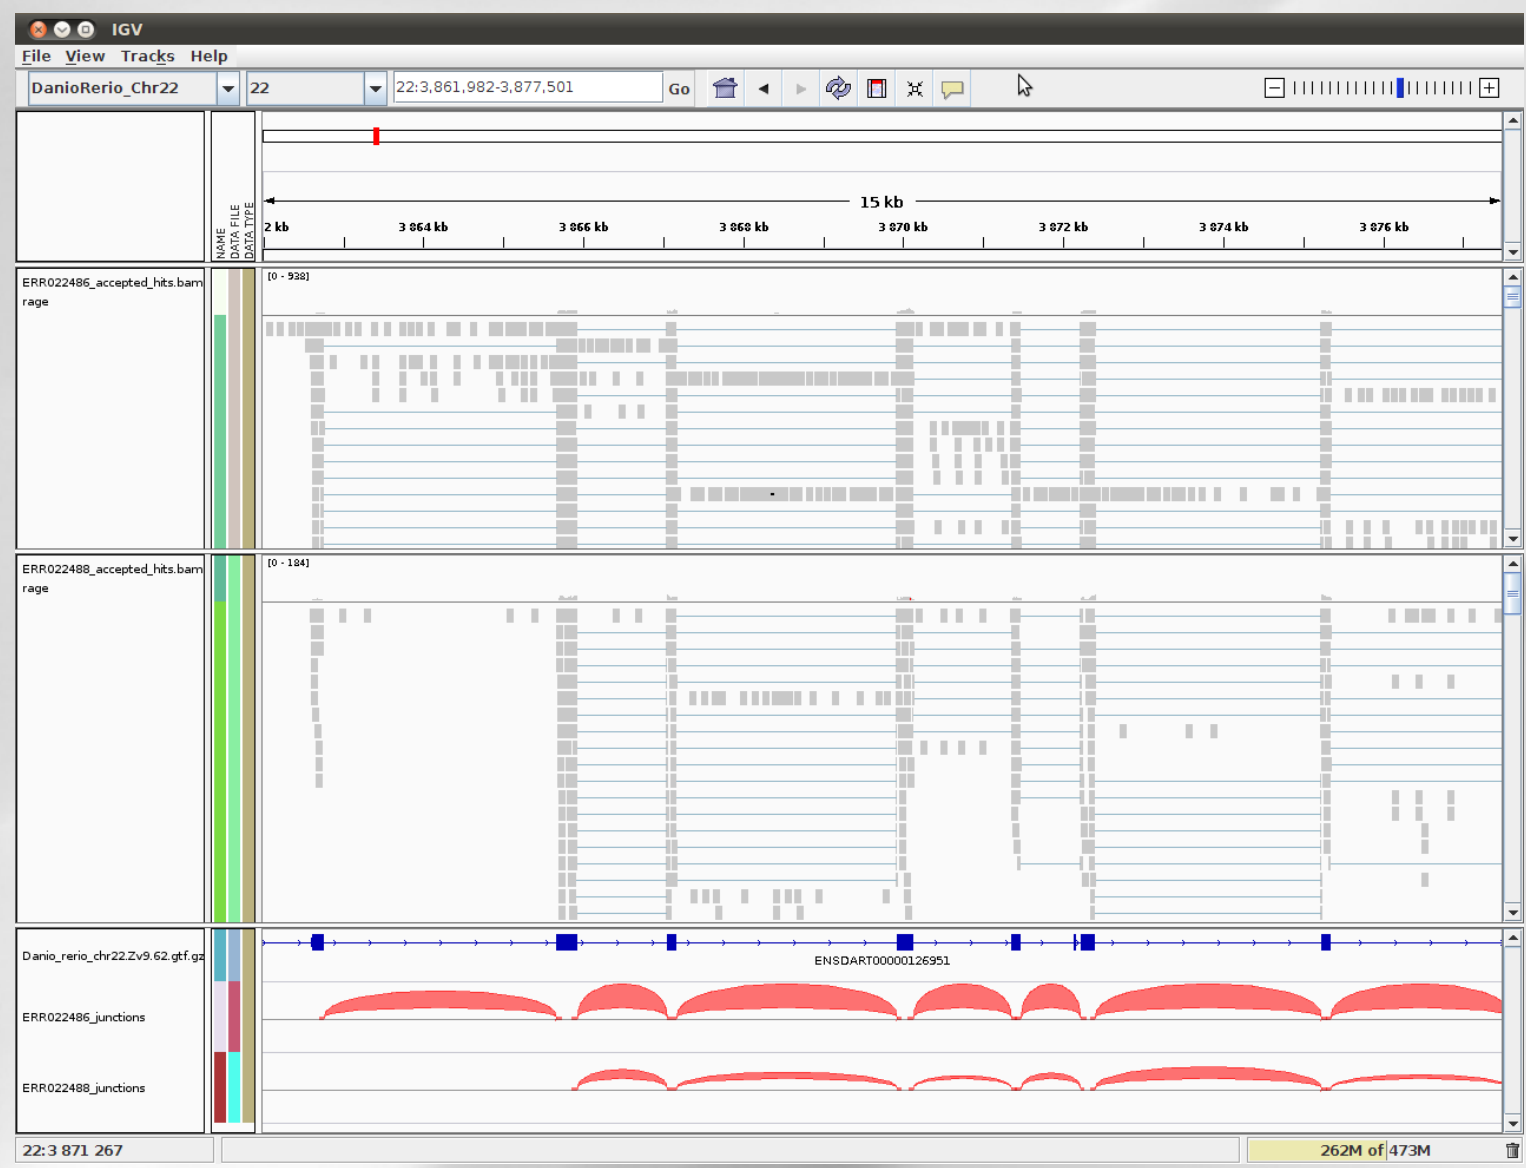 IGV
File View Tracks Help
DanioRerio_Chr22 22 22:3,861,982-3,877,501 Go
NAME
DATA FILE
DATA TYPE
15 kb
2 kb 3 864 kb 3 866 kb 3 868 kb 3 870 kb 3 872 kb 3 874 kb 3 876 kb
ERR022486_accepted_hits.bam
rage
[0 - 938]
ERR022488_accepted_hits.bam
rage
[0 - 184]
Danio_rerio_chr22.Zv9.62.gtf.gz
ENSDART00000126951
ERR022486_junctions
ERR022488_junctions
22:3 871 267 262M of 473M